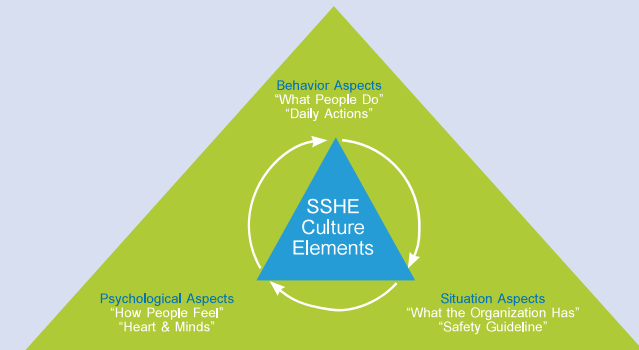 Behavior Aspects
“What People Do”
“Daily Actions”
SSHE
Culture
Elements
Psychological Aspects
“How People Feel”
“Heart & Minds”
Situation Aspects
“What the Organization Has”
“Safety Guideline”